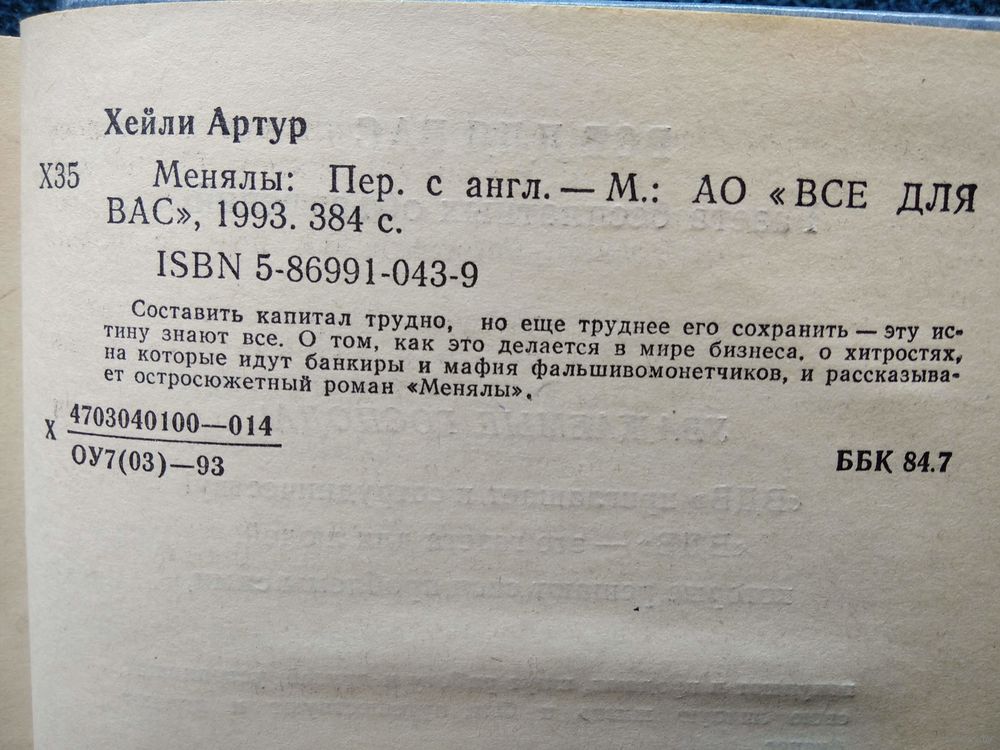 Хейли Артур
Х35 Менялы: Пер. с англ. — М.: АО «ВСЕ ДЛЯ
ВАС», 1993. 384 с.
ISBN 5-86991-043-9
Составить капитал трудно, но еще труднее его сохранить — эту ис-
тину знают все. О том, как это делается в мире бизнеса, о хитростях,
на которые идут банкиры и мафия фальшивомонетчиков, и рассказыва-
ет остросюжетный роман «Менялы».
Х 4703040100—014
ОУ7(03)—93
ББК 84.7